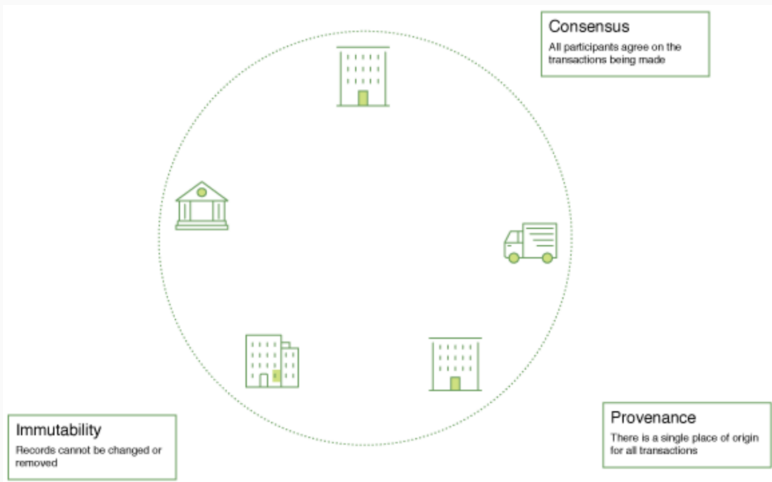 Consensus
All participants agree on the
transactions being made
Immutability
Records cannot be changed or
removed
Provenance
There is a single place of origin
for all transactions